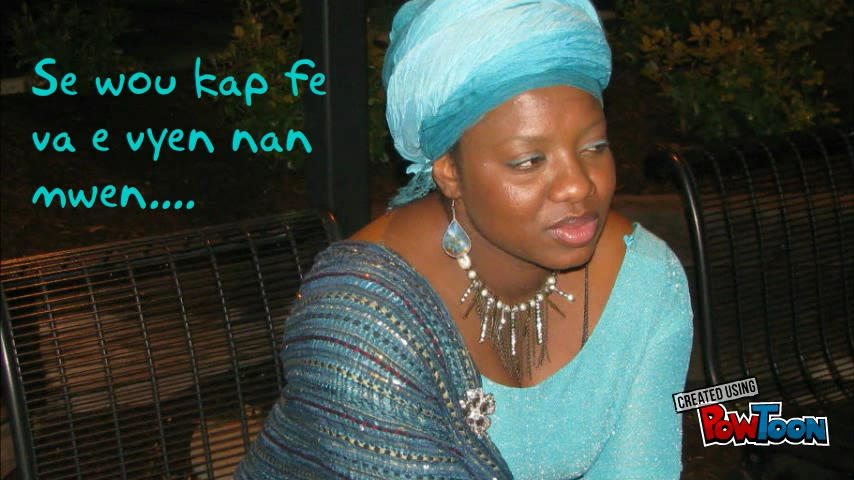 Se wou kap fe
va e vyen nan
mwen....
CREATED USING
POWTOON